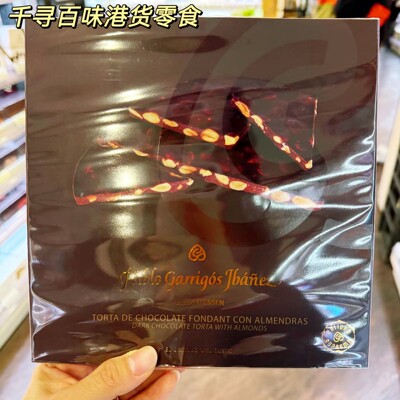 千寻百味港货零食
Garrigós Ibáñez
TORTA DE CHOCOLATE FONDANT CON ALMENDRAS
DARK CHOCOLATE TORTA WITH ALMONDS